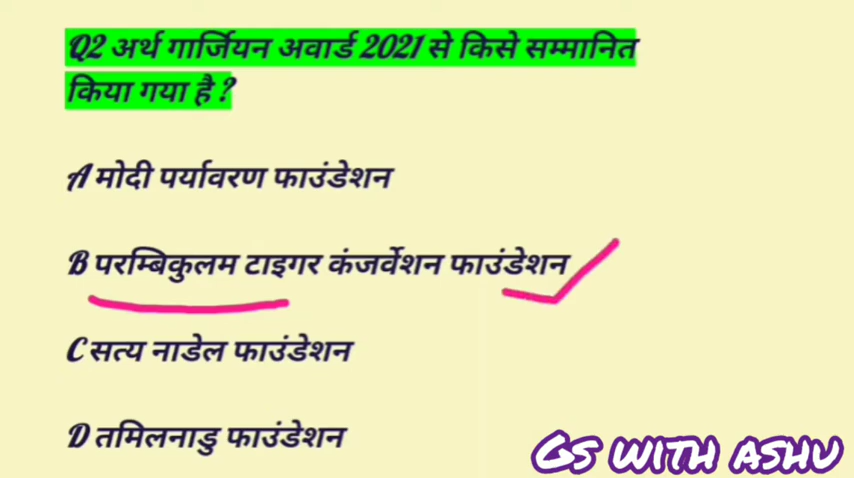 Q2 अर्थ गार्जियन अवार्ड 2021 से किसे सम्मानित
किया गया है ?
A मोदी पर्यावरण फाउंडेशन
B परम्बिकुलम टाइगर कंजर्वेशन फाउंडेशन
C सत्य नाडेल फाउंडेशन
D तमिलनाडु फाउंडेशन
GS WITH ASHU